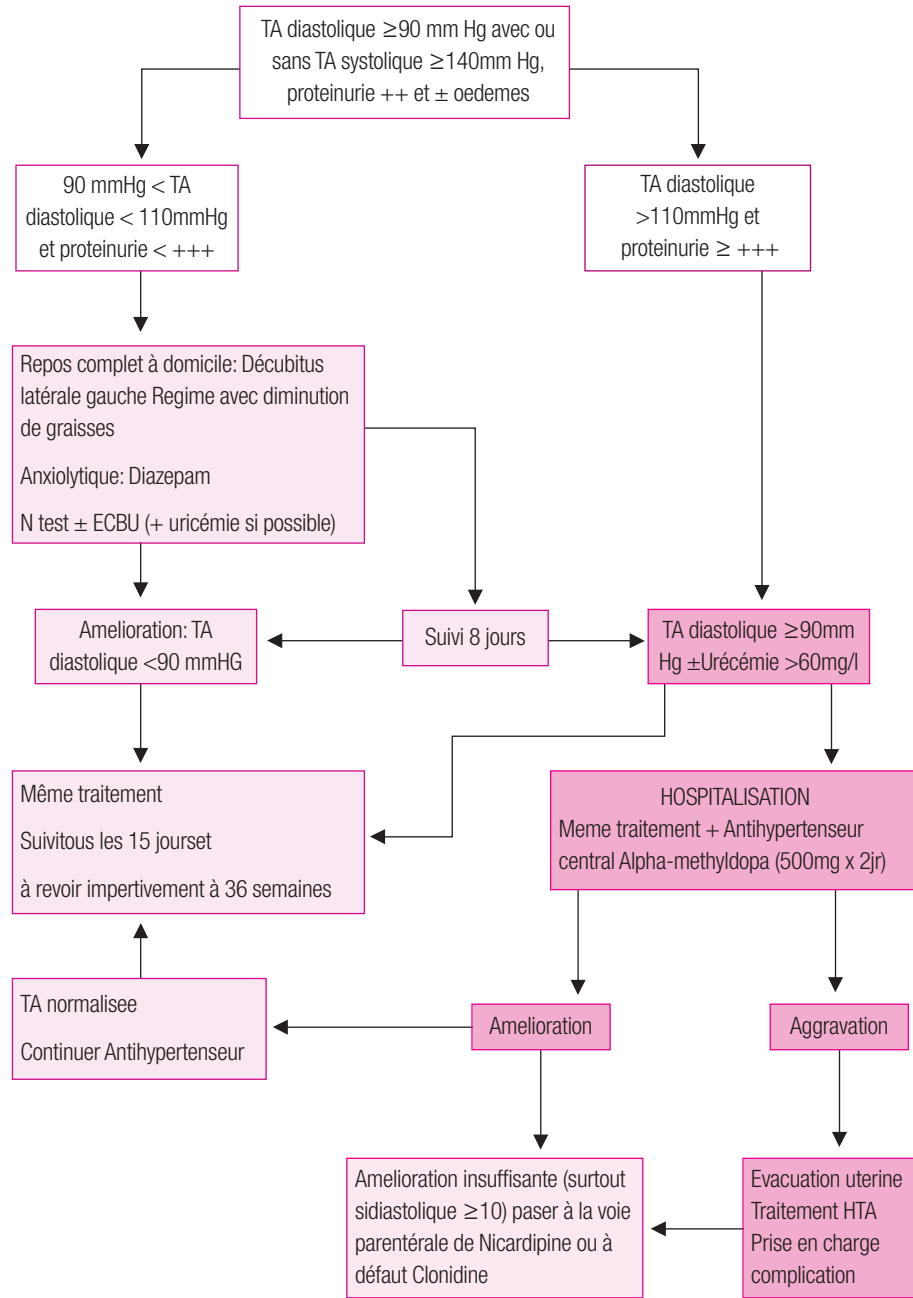 TA diastolique ≥90 mm Hg avec ou
sans TA systolique ≥140mm Hg,
proteinurie ++ et ± oedemes
90 mmHg < TA
diastolique < 110mmHg
et proteinurie < +++
TA diastolique
>110mmHg et
proteinurie ≥ +++
Repos complet à domicile: Décubitus
latérale gauche Regime avec diminution
de graisses
Anxiolytique: Diazepam
N test ± ECBU (+ uricémie si possible)
Amelioration: TA
diastolique <90 mmHG
Suivi 8 jours
TA diastolique ≥90mm
Hg ±Urécémie >60mg/l
Même traitement
Suivitous les 15 jourset
à revoir impertivement à 36 semaines
HOSPITALISATION
Meme traitement + Antihypertenseur
central Alpha-methyldopa (500mg x 2jr)
TA normalisee
Continuer Antihypertenseur
Amelioration
Aggravation
Amelioration insuffisante (surtout
sidiastolique ≥10) paser à la voie
parentérale de Nicardipine ou à
défaut Clonidine
Evacuation uterine
Traitement HTA
Prise en charge
complication